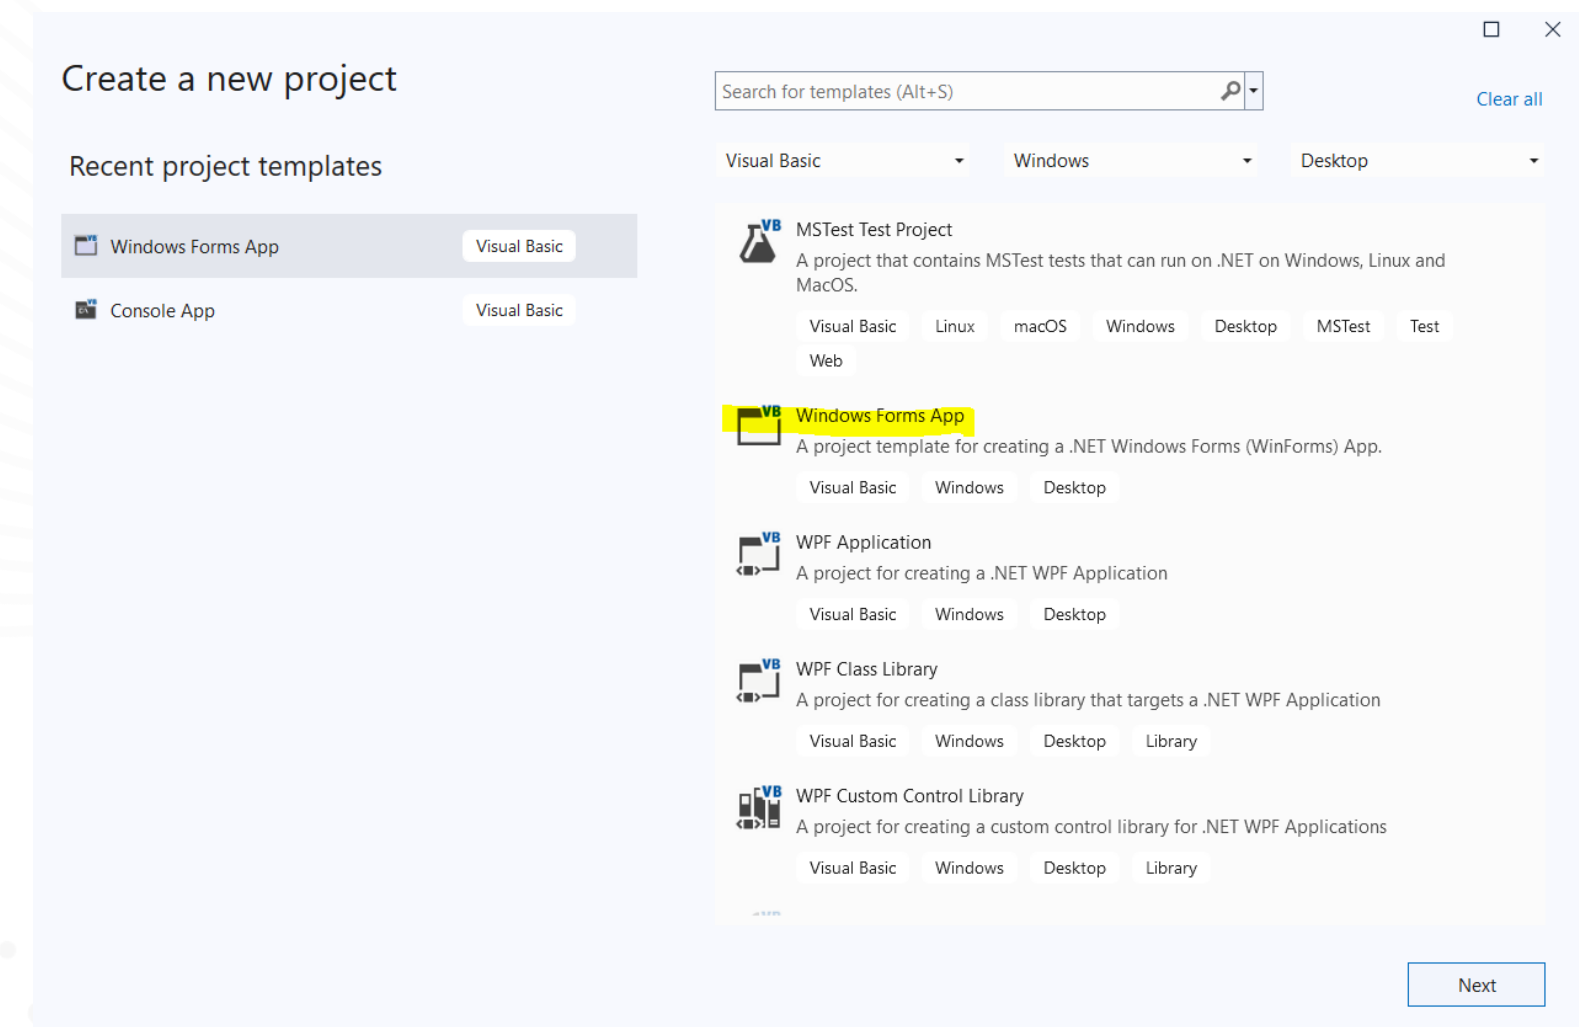 Create a new project
Search for templates (Alt+S)
Clear all
Recent project templates
Visual Basic
Windows
Desktop
Windows Forms App
Visual Basic
Console App
Visual Basic
VB
MSTest Test Project
A project that contains MSTest tests that can run on .NET on Windows, Linux and
MacOS.
Visual Basic Linux macOS Windows Desktop MSTest Test
Web
VB
Windows Forms App
A project template for creating a .NET Windows Forms (WinForms) App.
Visual Basic Windows Desktop
VB
WPF Application
A project for creating a .NET WPF Application
Visual Basic Windows Desktop
VB
WPF Class Library
A project for creating a class library that targets a .NET WPF Application
Visual Basic Windows Desktop Library
VB
WPF Custom Control Library
A project for creating a custom control library for .NET WPF Applications
Visual Basic Windows Desktop Library
Next